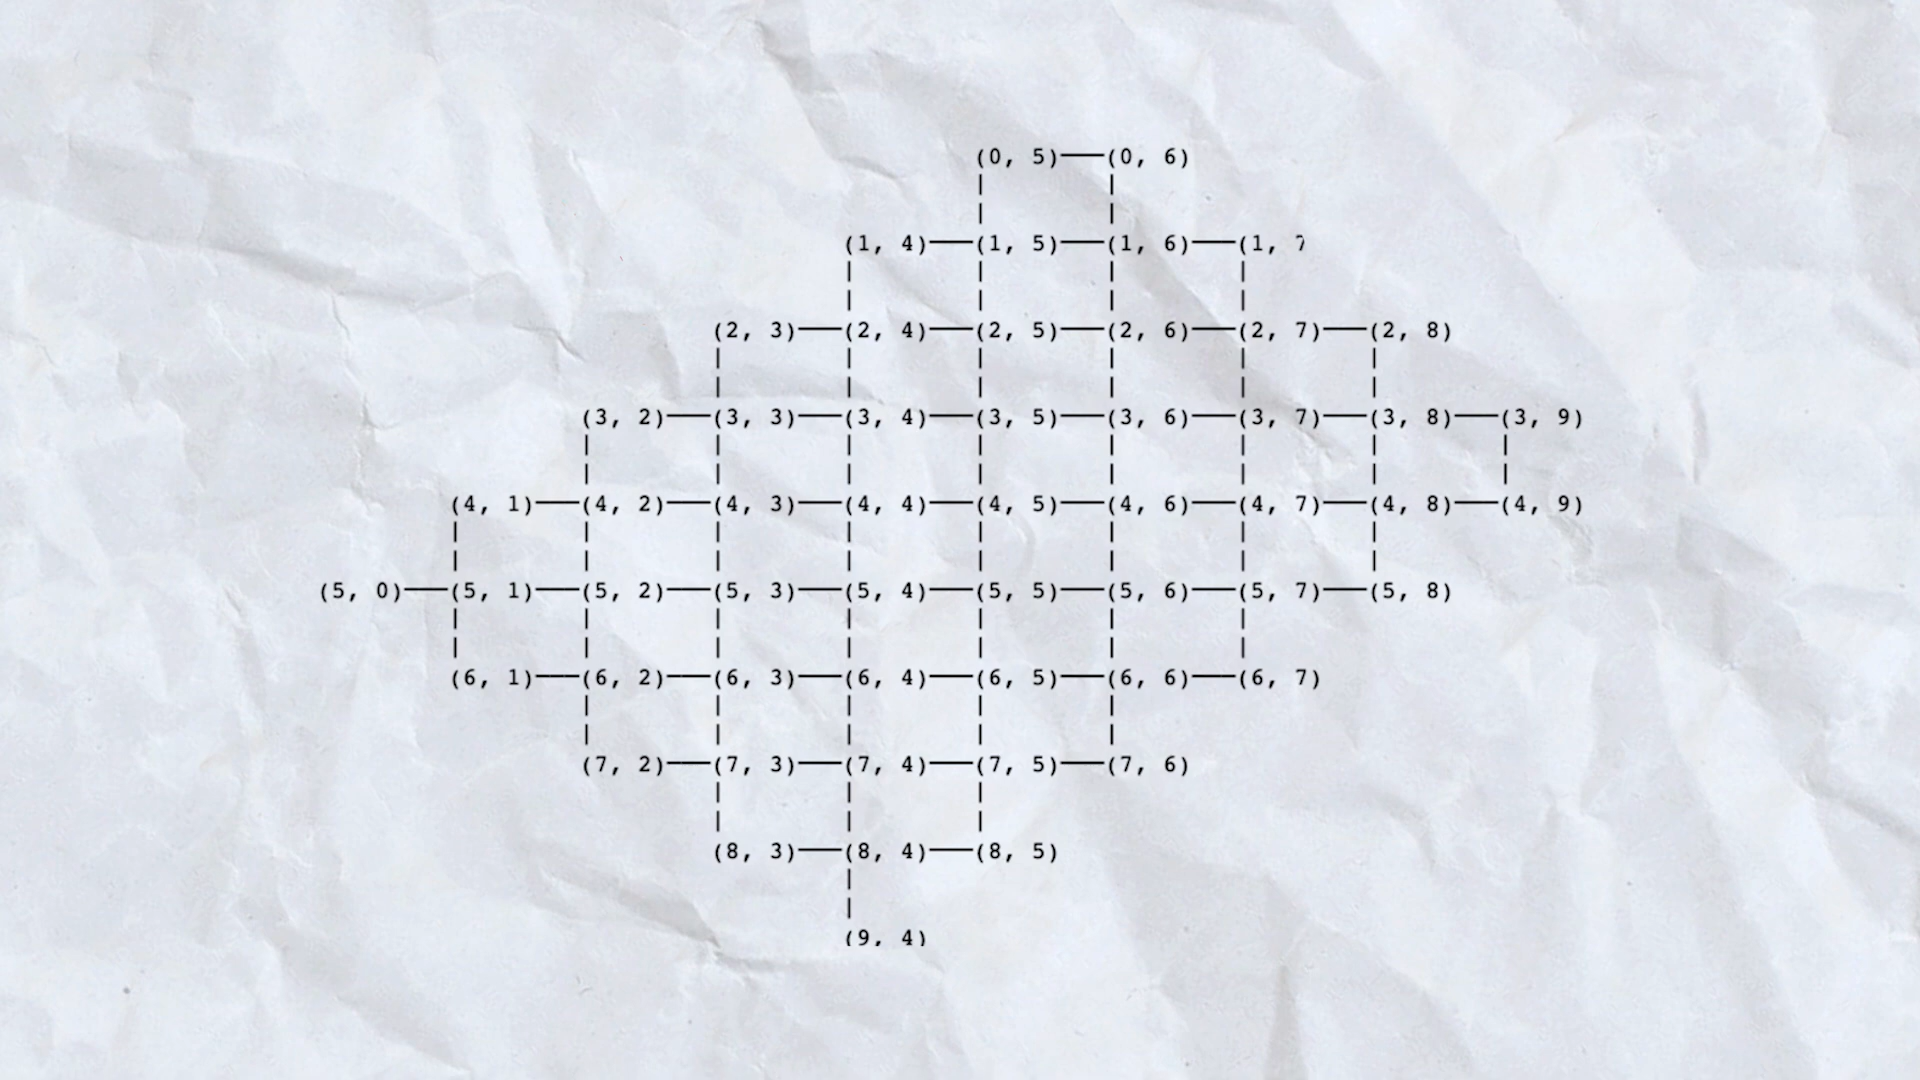 (0, 5)──(0, 6)
(1, 4)──(1, 5)──(1, 6)──(1, 7
(2, 3)──(2, 4)──(2, 5)──(2, 6)──(2, 7)──(2, 8)
(3, 2)──(3, 3)──(3, 4)──(3, 5)──(3, 6)──(3, 7)──(3, 8)──(3, 9)
(4, 1)──(4, 2)──(4, 3)──(4, 4)──(4, 5)──(4, 6)──(4, 7)──(4, 8)──(4, 9)
(5, 0)──(5, 1)──(5, 2)──(5, 3)──(5, 4)──(5, 5)──(5, 6)──(5, 7)──(5, 8)
(6, 1)──(6, 2)──(6, 3)──(6, 4)──(6, 5)──(6, 6)──(6, 7)
(7, 2)──(7, 3)──(7, 4)──(7, 5)──(7, 6)
(8, 3)──(8, 4)──(8, 5)
(9, 4)